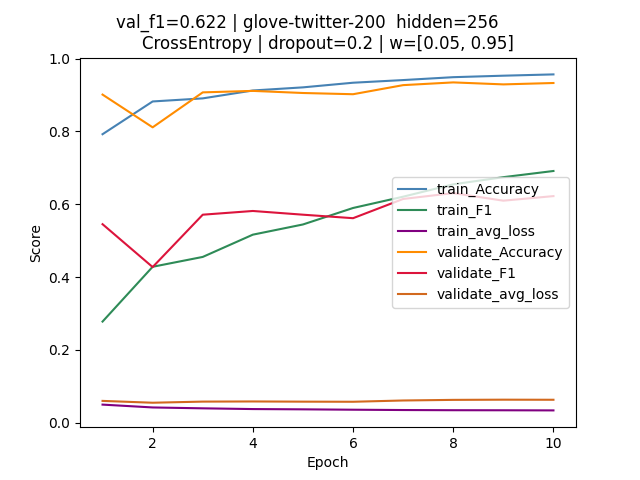 val_f1=0.622 | glove-twitter-200 hidden=256
CrossEntropy | dropout=0.2 | w=[0.05, 0.95]
1.0
0.8
0.6
0.4
0.2
0.0
Score
train_Accuracy
train_F1
train_avg_loss
validate_Accuracy
validate_F1
validate_avg_loss
2
4
6
8
10
Epoch